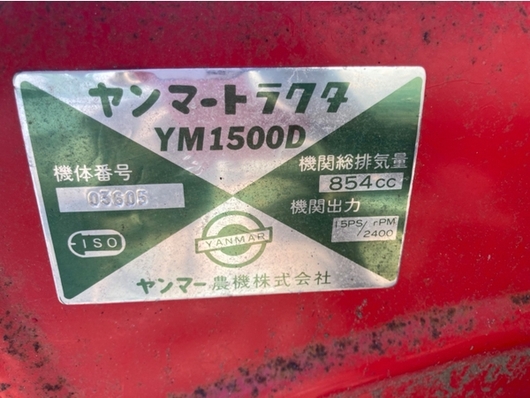 ヤンマートラクタ
YM1500D
機体番号
03605
機関総排気量
854cc
機関出力
15PS/rPM
/2400
ISO
YANMAR
ヤンマー農機株式会社